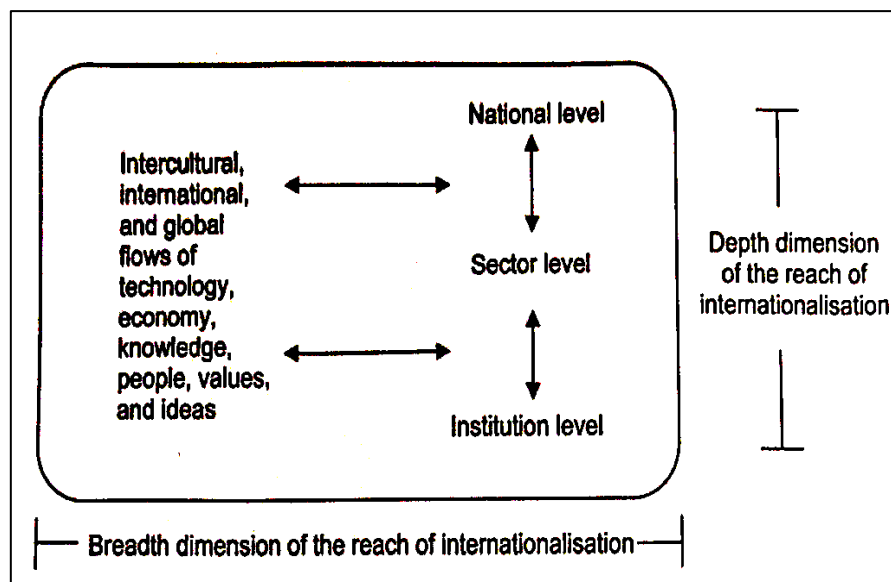 National level
Intercultural,
international,
and global
flows of
technology,
economy,
knowledge,
people, values,
and ideas
Sector level
Institution level
Depth dimension
of the reach of
internationalisation
Breadth dimension of the reach of internationalisation